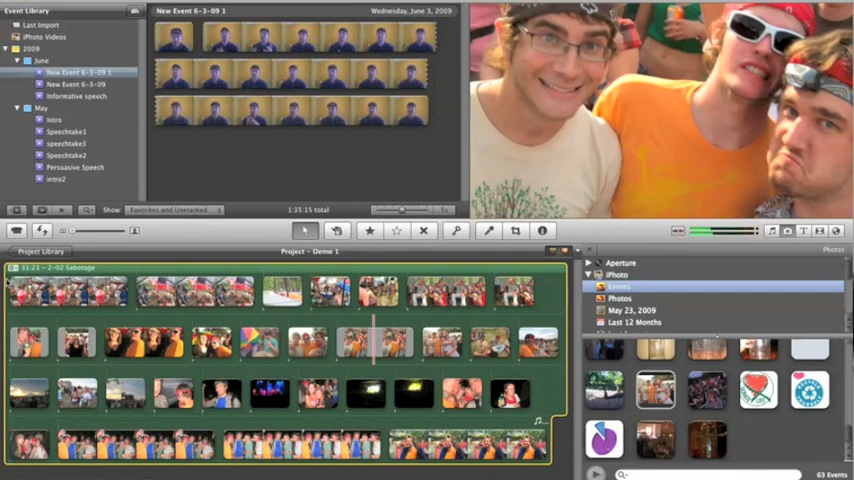 Event Library
New Event 6-3-09 1
Wednesday, June 3, 2009
Last Import
iPhoto Videos
2009
June
New Event 6-3-09 1
New Event 6-3-09
Informative speech
May
Intro
Speechtake1
speechtake3
Speechtake2
Persuasive Speech
intro2
Show:
Favorites and Unmarked
1:35:15 total
5s
Project Library
Project - Demo 1
Photos
31:21 - 2-02 Sabotage
Aperture
iPhoto
Events
Photos
May 23, 2009
Last 12 Months
63 Events